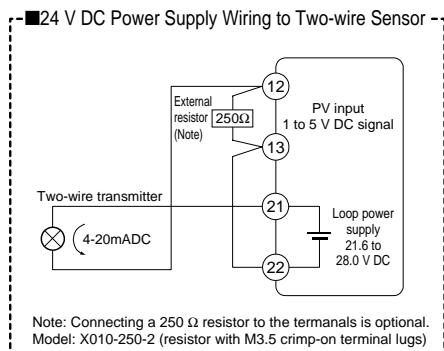 ■24 V DC Power Supply Wiring to Two-wire Sensor
12
External
resistor
(Note)
250Ω
PV input
1 to 5 V DC signal
13
Two-wire transmitter
21
4-20mADC
Loop power
supply
21.6 to
28.0 V DC
22
Note: Connecting a 250 Ω resistor to the termanals is optional.
Model: X010-250-2 (resistor with M3.5 crimp-on terminal lugs)